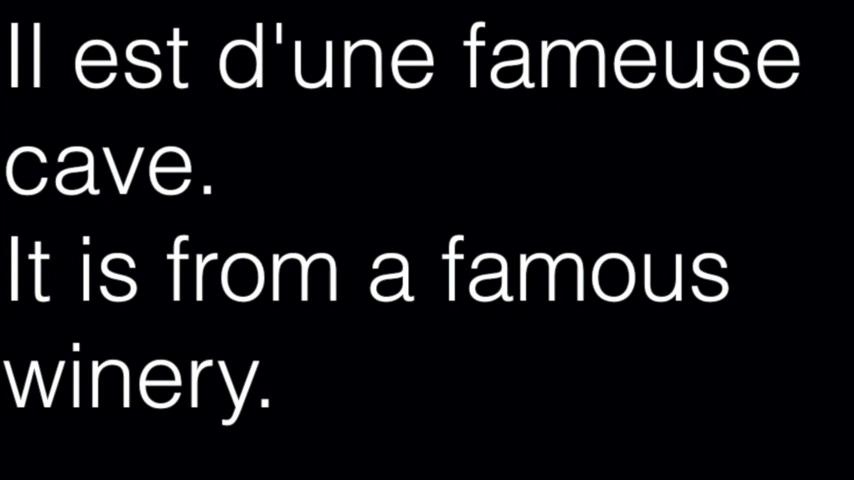 Il est d'une fameuse
cave.
It is from a famous
winery.